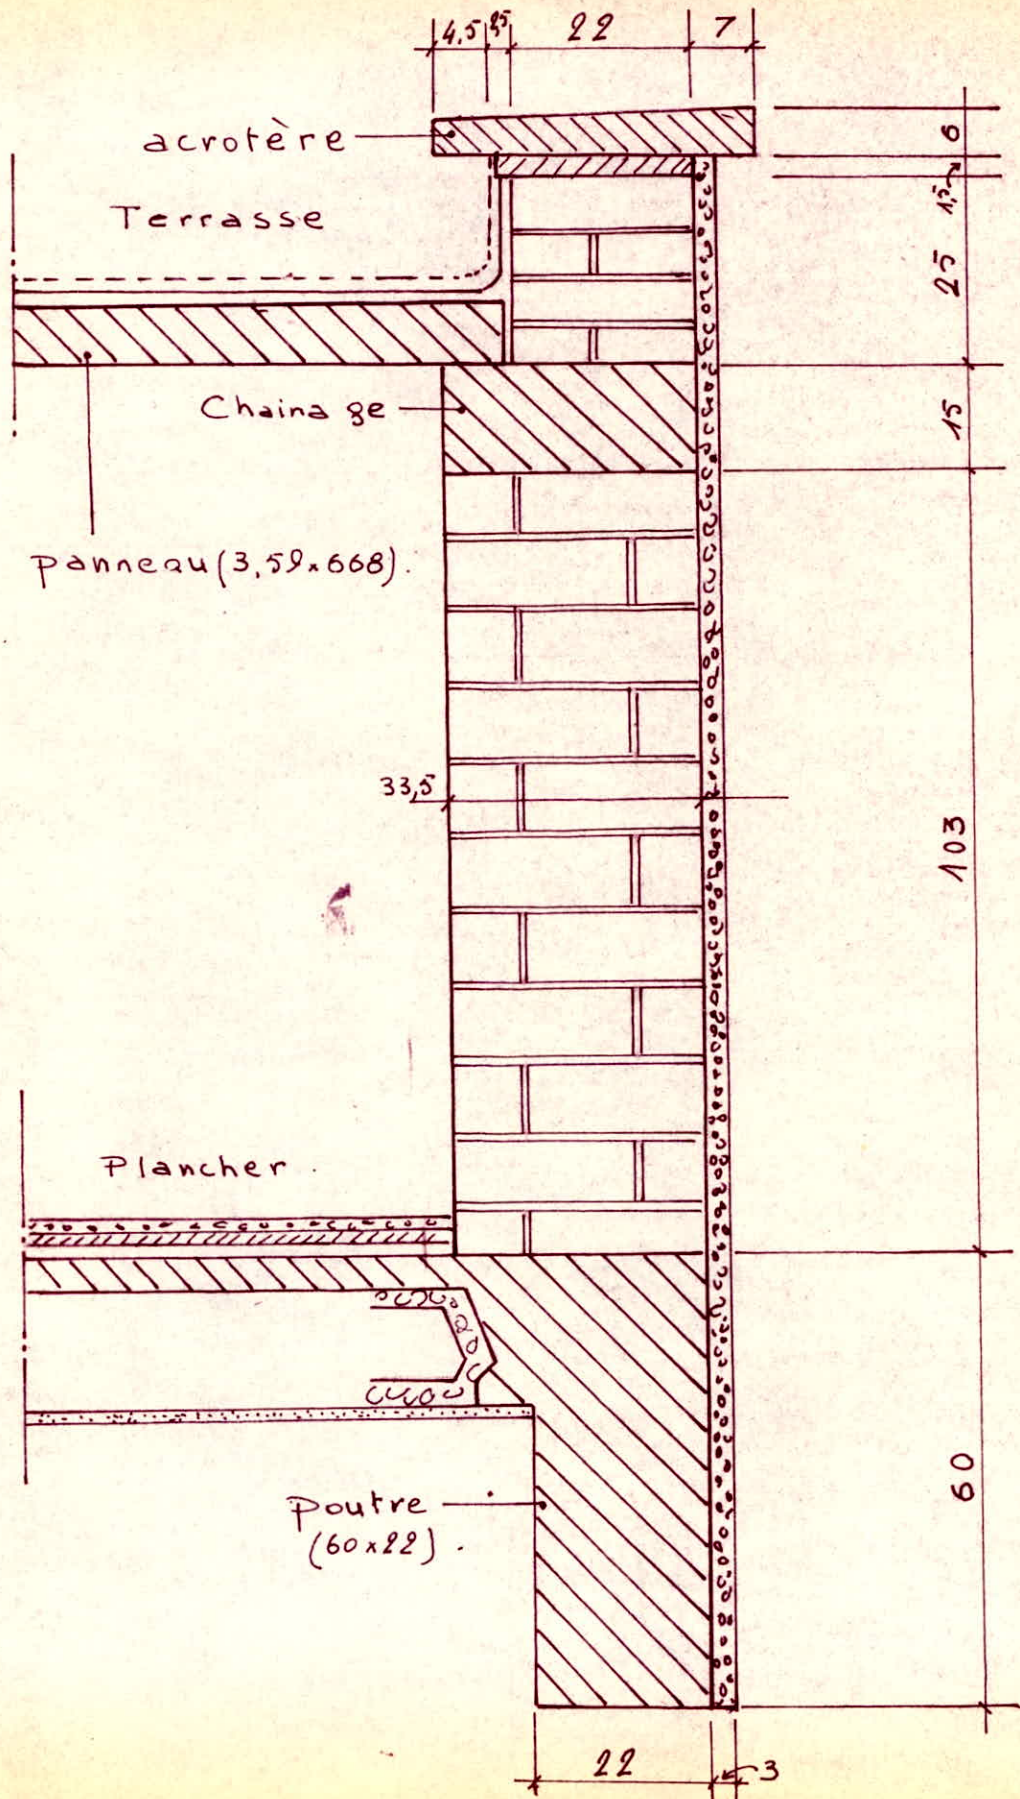 4,5 2,5 22 7
acrotère
6
Terrasse
1,5
25
Chainage
15
panneau (3,59x668).
33,5
103
Plancher.
60
Poutre
(60x22).
22 3